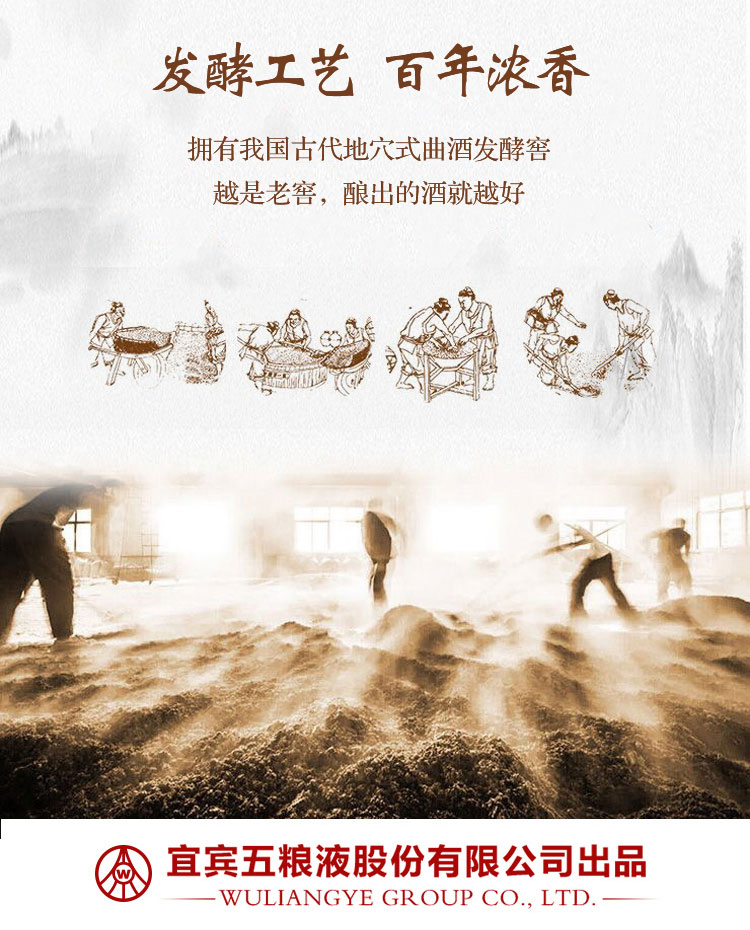 发酵工艺 百年浓香
拥有我国古代地穴式曲酒发酵窖
越是老窖，酿出的酒就越好
W
宜宾五粮液股份有限公司出品
WULIANGYE GROUP CO., LTD.